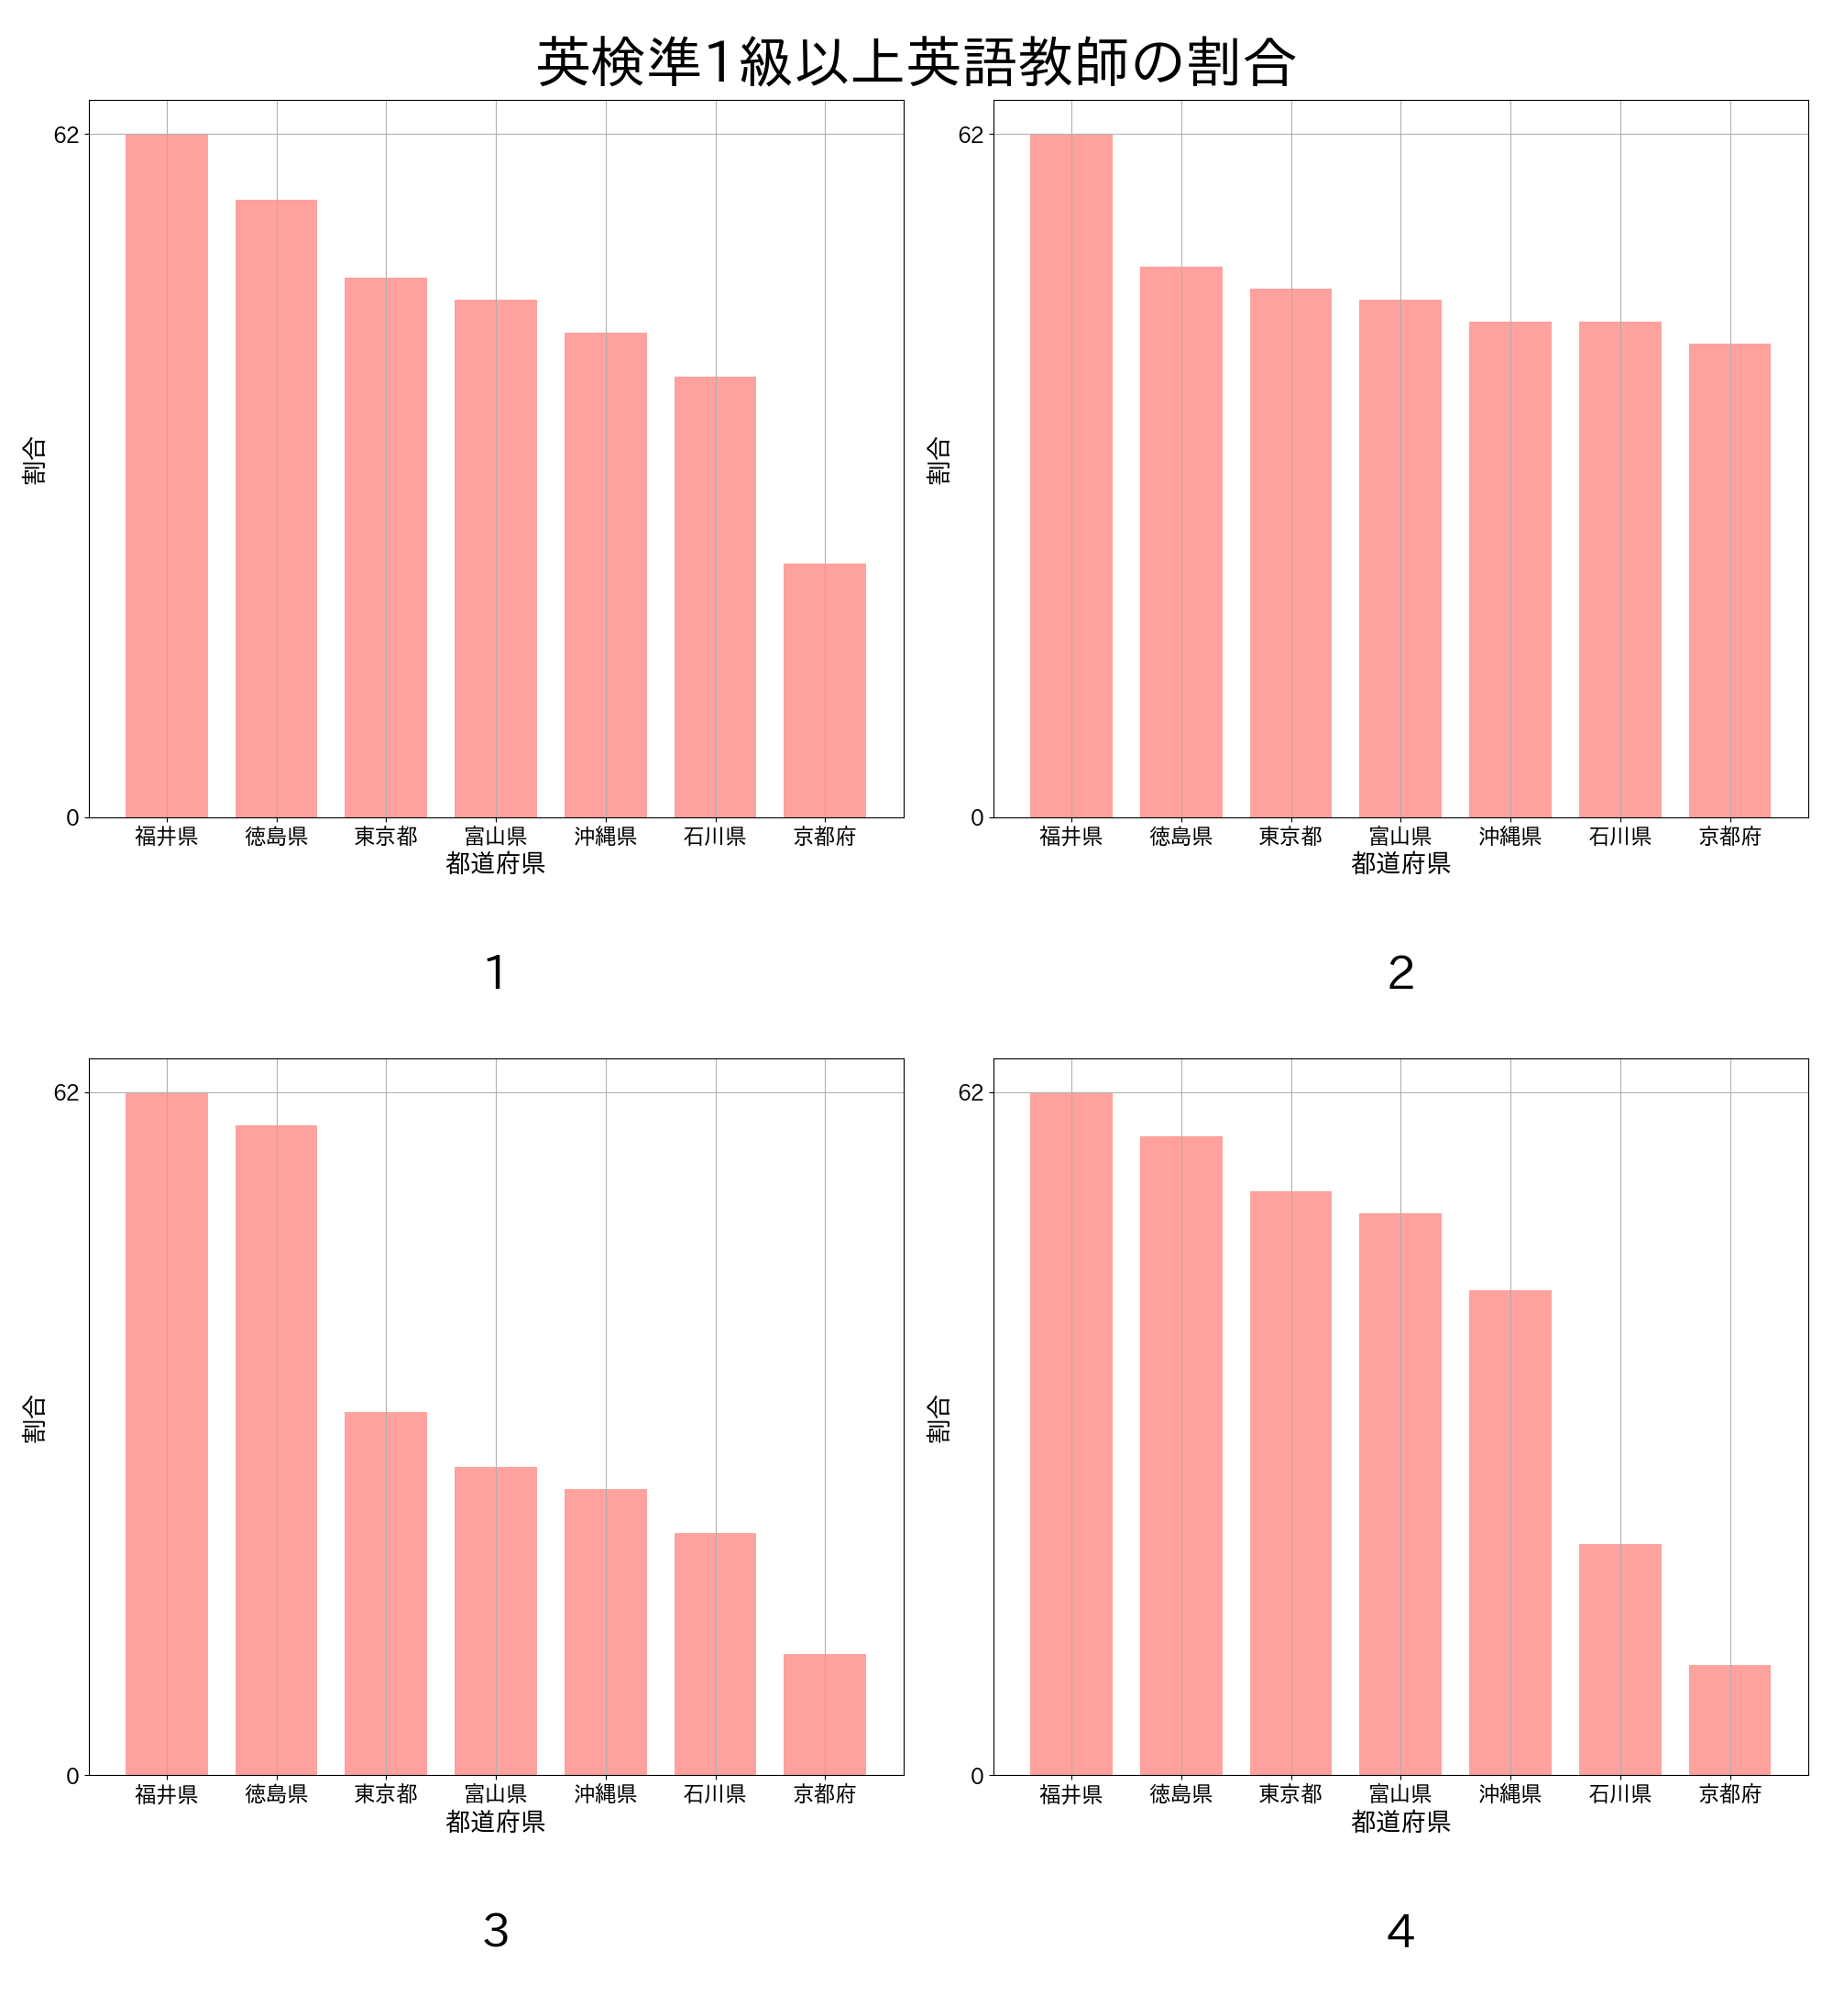 英検準1級以上英語教師の割合
62
0
割合
福井県 徳島県 東京都 富山県 沖縄県 石川県 京都府
都道府県
1
62
0
割合
福井県 徳島県 東京都 富山県 沖縄県 石川県 京都府
都道府県
2
62
0
割合
福井県 徳島県 東京都 富山県 沖縄県 石川県 京都府
都道府県
3
62
0
割合
福井県 徳島県 東京都 富山県 沖縄県 石川県 京都府
都道府県
4